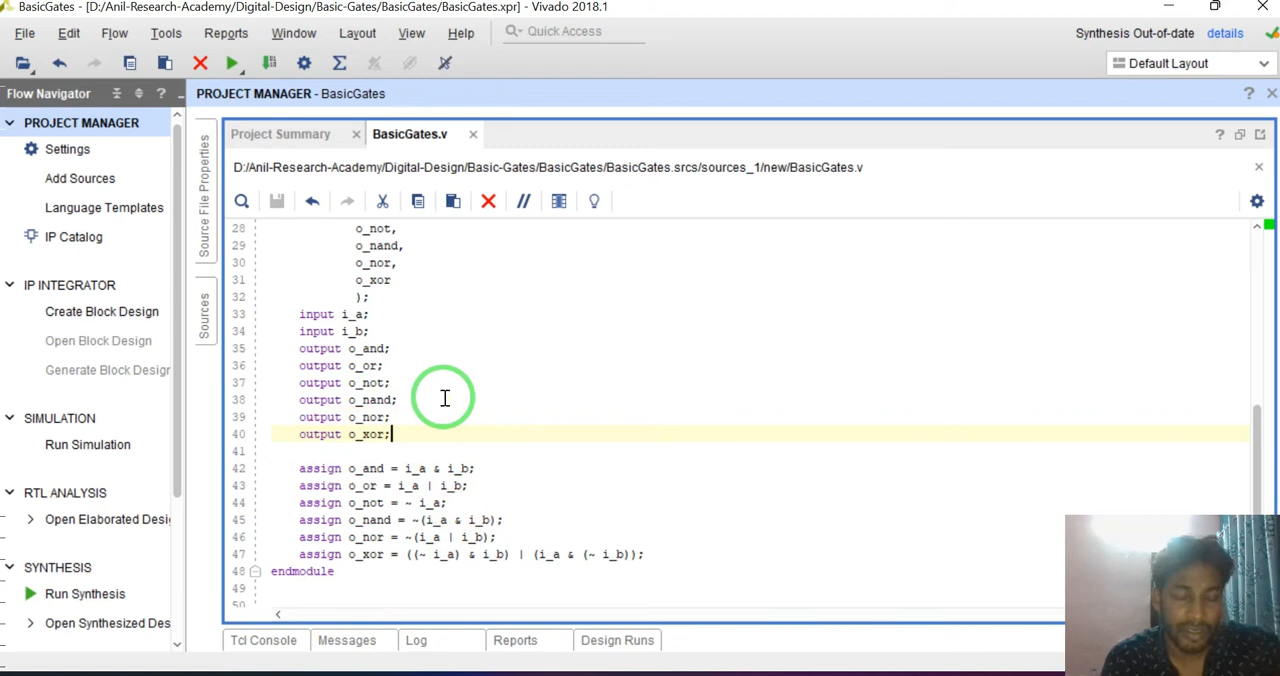 BasicGates - [D:/Anil-Research-Academy/Digital-Design/Basic-Gates/BasicGates/BasicGates.xpr] - Vivado 2018.1
File Edit Flow Tools Reports Window Layout View Help Quick Access
Synthesis Out-of-date details
Default Layout
Flow Navigator
PROJECT MANAGER - BasicGates
PROJECT MANAGER
Settings
Add Sources
Language Templates
IP Catalog
IP INTEGRATOR
Create Block Design
Open Block Design
Generate Block Desigr
SIMULATION
Run Simulation
RTL ANALYSIS
Open Elaborated Desi
SYNTHESIS
Run Synthesis
Open Synthesized Des
Source File Properties
Sources
Project Summary
BasicGates.v
D:/Anil-Research-Academy/Digital-Design/Basic-Gates/BasicGates/BasicGates.srcs/sources_1/new/BasicGates.v
28 o_not,
29 o_nand,
30 o_nor,
31 o_xor
32 );
33 input i_a;
34 input i_b;
35 output o_and;
36 output o_or;
37 output o_not;
38 output o_nand;
39 output o_nor;
40 output o_xor;
41
42 assign o_and = i_a & i_b;
43 assign o_or = i_a | i_b;
44 assign o_not = ~ i_a;
45 assign o_nand = ~(i_a & i_b);
46 assign o_nor = ~(i_a | i_b);
47 assign o_xor = ((~ i_a) & i_b) | (i_a & (~ i_b));
48 endmodule
49
50
Tcl Console Messages Log Reports Design Runs